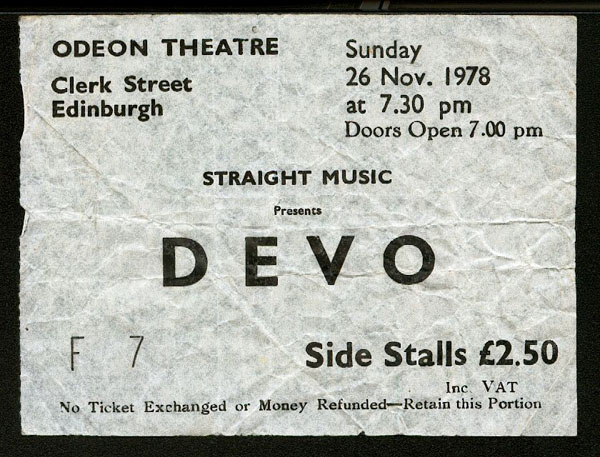 ODEON THEATRE
Clerk Street
Edinburgh
Sunday
26 Nov. 1978
at 7.30 pm
Doors Open 7.00 pm
STRAIGHT MUSIC
Presents
DEVO
F 7
Side Stalls £2.50
Inc. VAT
No Ticket Exchanged or Money Refunded—Retain this Portion